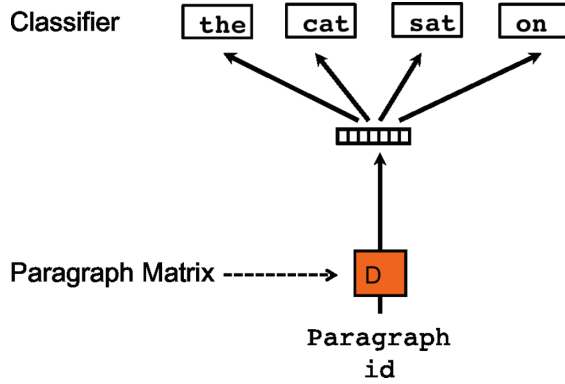 Classifier the cat sat on
Paragraph Matrix D
Paragraph
id